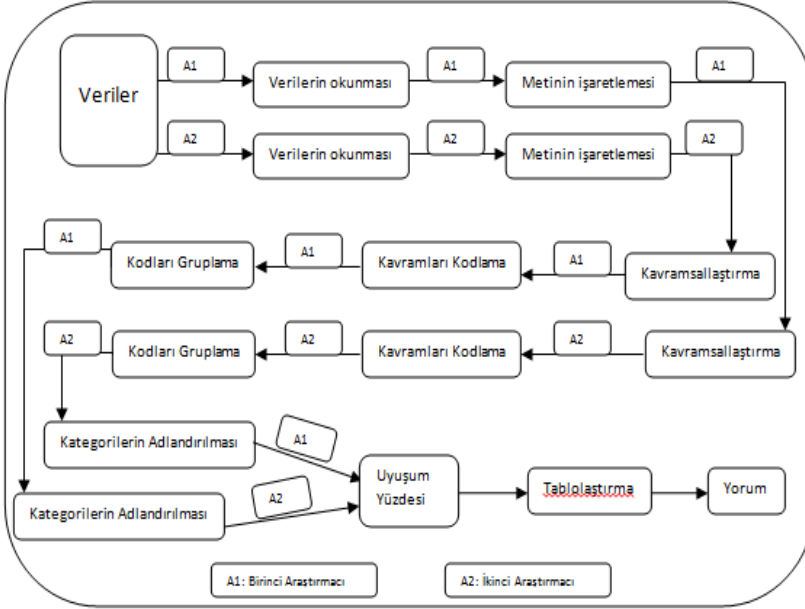 A1
A1
A1
Veriler
Verilerin okunması
Metinin işaretlemesi
A2
A2
A2
Verilerin okunması
Metinin işaretlemesi
A1
A1
A1
Kodları Gruplama
Kavramları Kodlama
Kavramsallaştırma
A2
A2
A2
Kodları Gruplama
Kavramları Kodlama
Kavramsallaştırma
Kategorilerin Adlandırılması
A1
Uyuşum
Yüzdesi
Tablolaştırma
Yorum
Kategorilerin Adlandırılması
A2
A1: Birinci Araştırmacı
A2: İkinci Araştırmacı